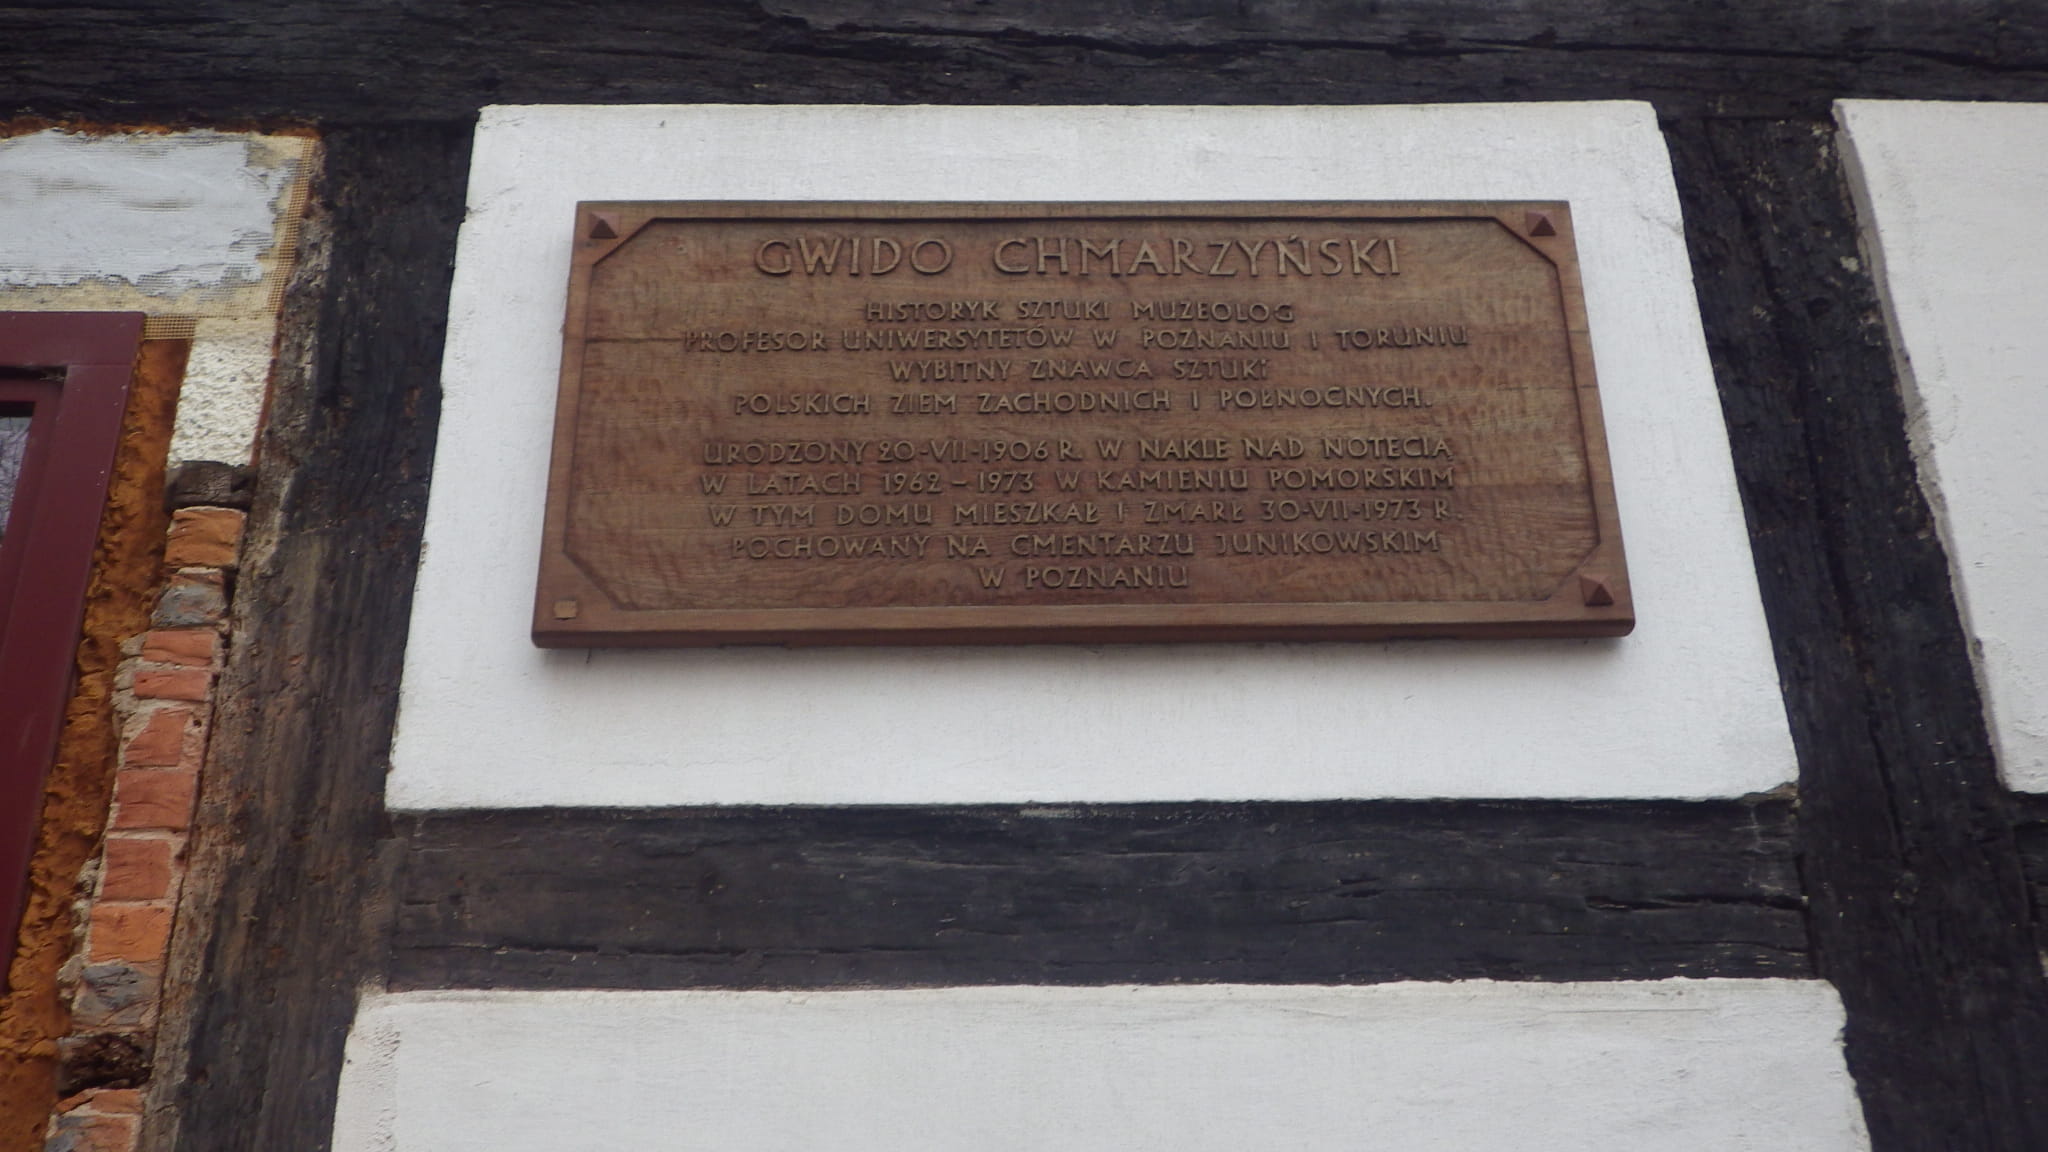 GWIDO CHMARZYŃSKI
HISTORYK SZTUKI MUZEOLOG
PROFESOR UNIWERSYTETÓW W POZNANIU I TORUNIU
WYBITNY ZNAWCA SZTUKI
POLSKICH ZIEM ZACHODNICH I PÓŁNOCNYCH.
URODZONY 20-VII-1906 R. W NAKLE NAD NOTECIĄ
W LATACH 1962-1973 W KAMIENIU POMORSKIM
W TYM DOMU MIESZKAŁ I ZMARŁ 30-VII-1973 R.
POCHOWANY NA CMENTARZU JUNIKOWSKIM
W POZNANIU